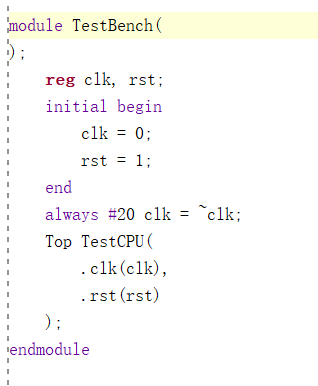 module TestBench(
);
    reg clk, rst;
    initial begin
        clk = 0;
        rst = 1;
    end
    always #20 clk = ~clk;
    Top TestCPU(
        .clk(clk),
        .rst(rst)
    );
endmodule